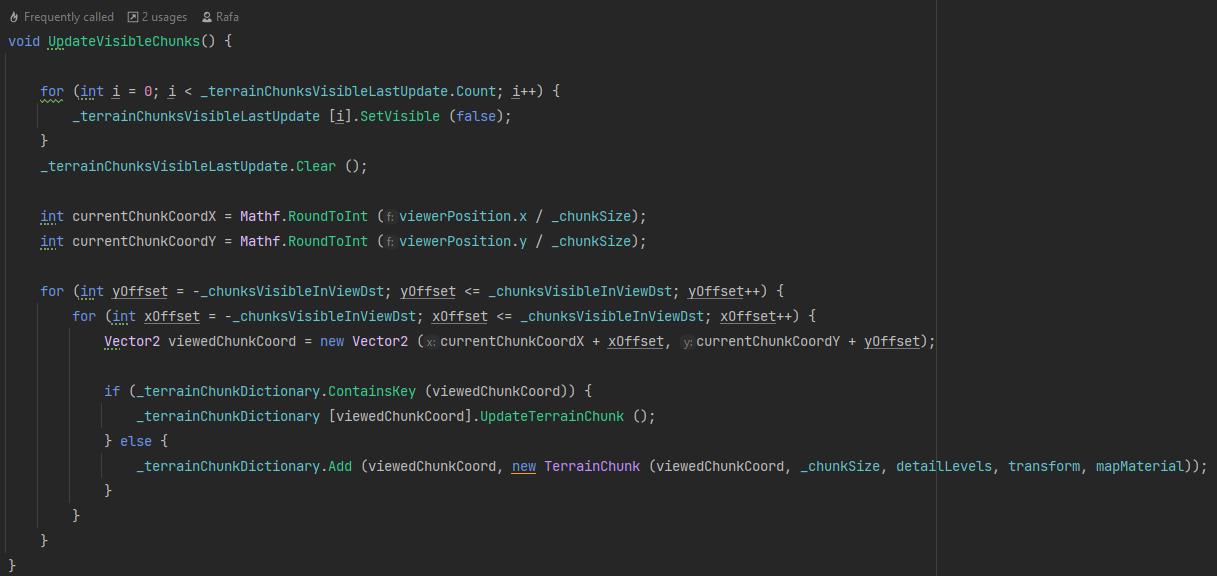 Frequently called 2 usages Rafa
void UpdateVisibleChunks() {
for (int i = 0; i < _terrainChunksVisibleLastUpdate.Count; i++) {
_terrainChunksVisibleLastUpdate [i].SetVisible (false);
}
_terrainChunksVisibleLastUpdate.Clear ();
int currentChunkCoordX = Mathf.RoundToInt (f: viewerPosition.x / _chunkSize);
int currentChunkCoordY = Mathf.RoundToInt (f: viewerPosition.y / _chunkSize);
for (int yOffset = -_chunksVisibleInViewDst; yOffset <= _chunksVisibleInViewDst; yOffset++) {
for (int xOffset = -_chunksVisibleInViewDst; xOffset <= _chunksVisibleInViewDst; xOffset++) {
Vector2 viewedChunkCoord = new Vector2 (x: currentChunkCoordX + xOffset, y: currentChunkCoordY + yOffset);
if (_terrainChunkDictionary.ContainsKey (viewedChunkCoord)) {
_terrainChunkDictionary [viewedChunkCoord].UpdateTerrainChunk ();
} else {
_terrainChunkDictionary.Add (viewedChunkCoord, new TerrainChunk (viewedChunkCoord, _chunkSize, detailLevels, transform, mapMaterial));
}
}
}
}